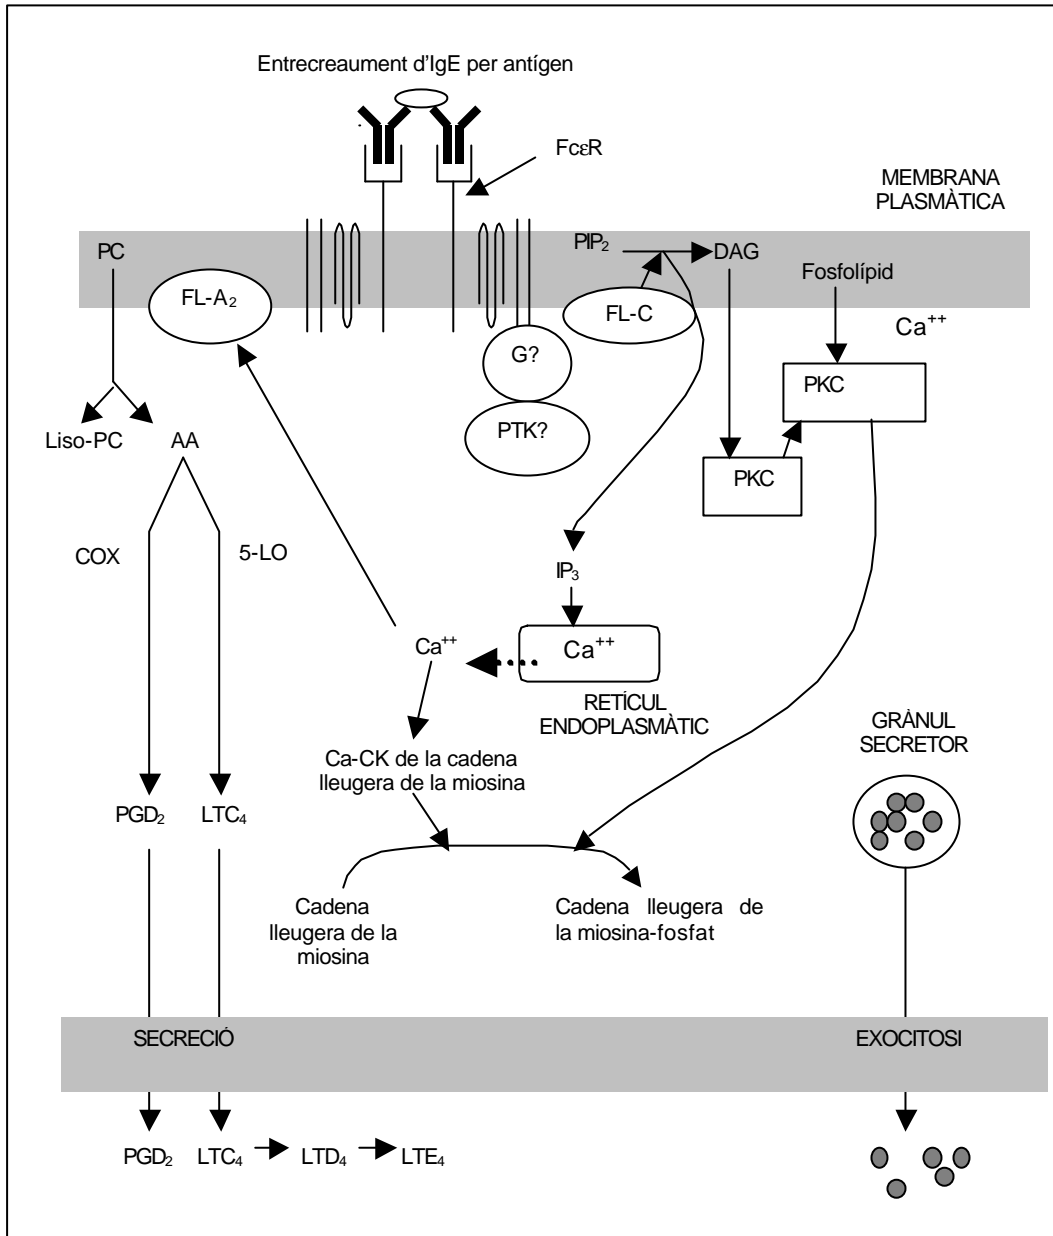 Entrecreaument d'IgE per antígen
FcεR
MEMBRANA
PLASMÀTICA
PC
PIP₂
DAG
Fosfolípid
FL-A₂
FL-C
Ca⁺⁺
G?
PKC
PTK?
Liso-PC
AA
PKC
COX
5-LO
IP₃
Ca⁺⁺
Ca⁺⁺
RETÍCUL
ENDOPLASMÀTIC
GRÀNUL
SECRETOR
Ca-CK de la cadena
lleugera de la miosina
PGD₂
LTC₄
Cadena
lleugera de la
miosina
Cadena lleugera de
la miosina-fosfat
SECRECIÓ
EXOCITOSI
PGD₂
LTC₄
LTD₄
LTE₄